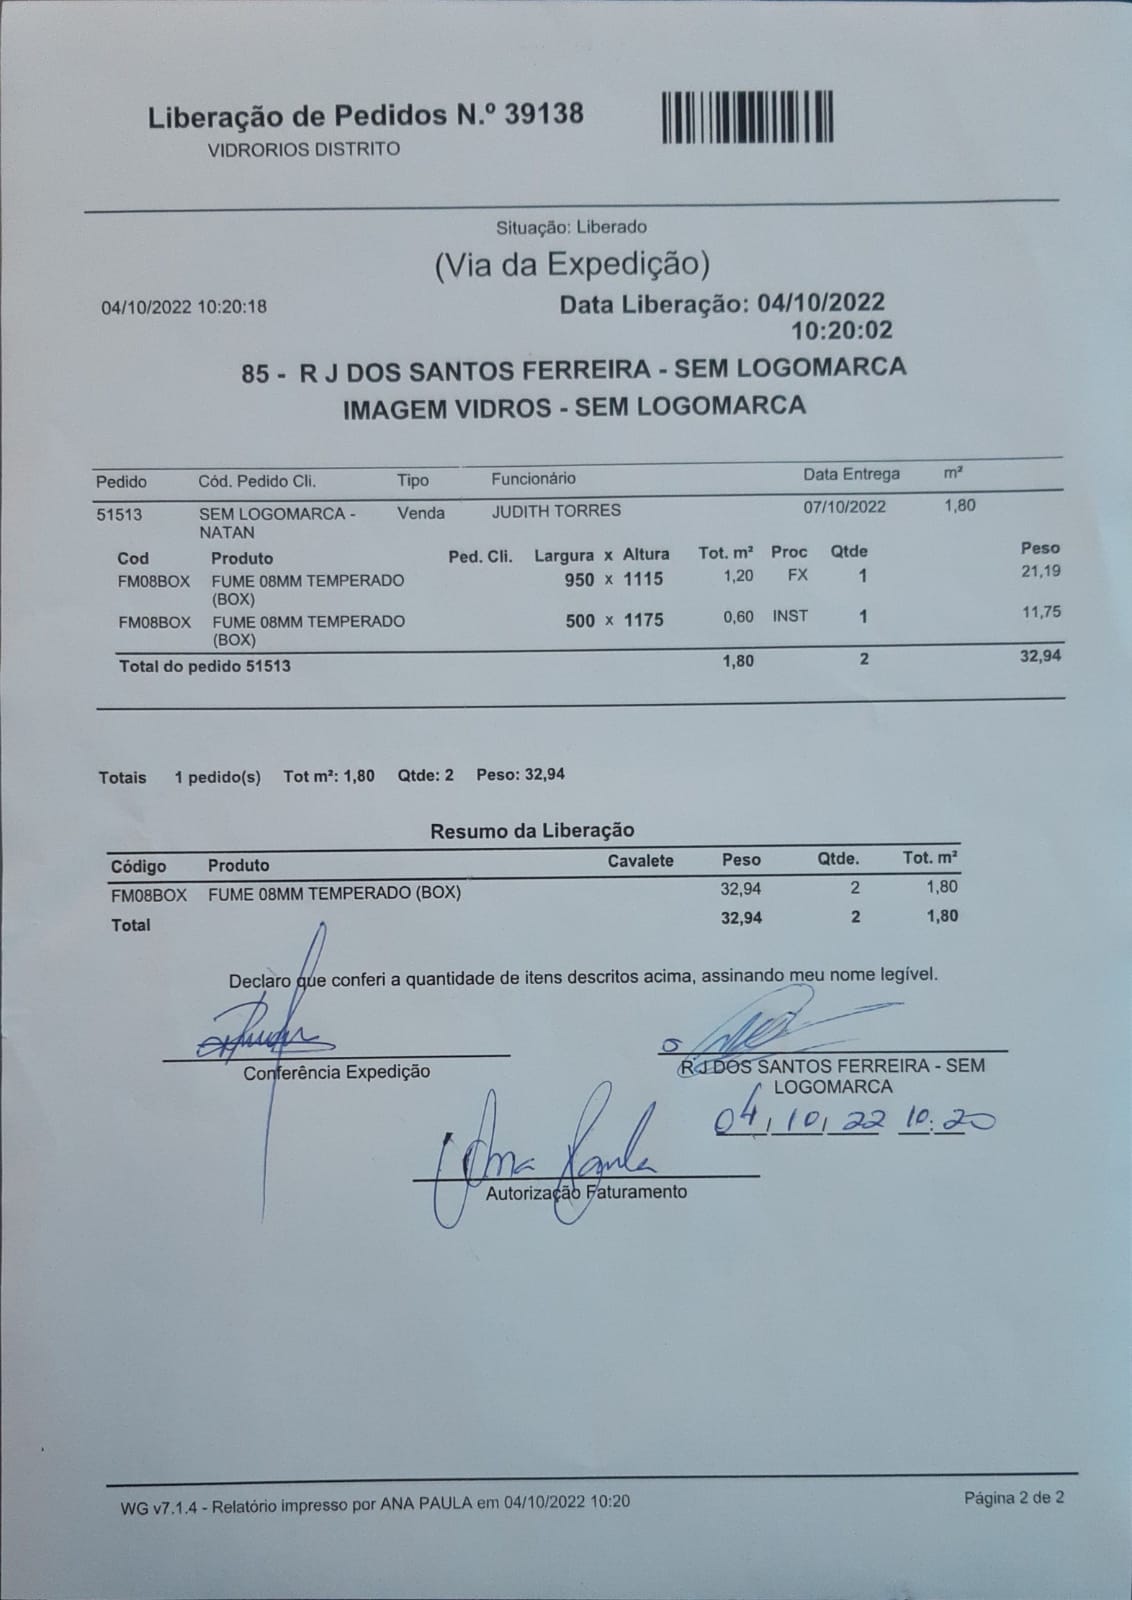 Liberação de Pedidos N.º 39138
VIDRORIOS DISTRITO
Situação: Liberado
(Via da Expedição)
04/10/2022 10:20:18 Data Liberação: 04/10/2022
10:20:02
85 - R J DOS SANTOS FERREIRA - SEM LOGOMARCA
IMAGEM VIDROS - SEM LOGOMARCA
Pedido Cód. Pedido Cli. Tipo Funcionário Data Entrega m²
51513 SEM LOGOMARCA - Venda JUDITH TORRES 07/10/2022 1,80
NATAN
Cod Produto Ped. Cli. Largura x Altura Tot. m² Proc Qtde Peso
FM08BOX FUME 08MM TEMPERADO 950 x 1115 1,20 FX 1 21,19
(BOX)
FM08BOX FUME 08MM TEMPERADO 500 x 1175 0,60 INST 1 11,75
(BOX)
Total do pedido 51513 1,80 2 32,94
Totais 1 pedido(s) Tot m²: 1,80 Qtde: 2 Peso: 32,94
Resumo da Liberação
Código Produto Cavalete Peso Qtde. Tot. m²
FM08BOX FUME 08MM TEMPERADO (BOX) 32,94 2 1,80
Total 32,94 2 1,80
Declaro que conferi a quantidade de itens descritos acima, assinando meu nome legível.
Conferência Expedição
R J DOS SANTOS FERREIRA - SEM
LOGOMARCA
04/10/22 10:20
Ana Paula
Autorização Faturamento
WG v7.1.4 - Relatório impresso por ANA PAULA em 04/10/2022 10:20 Página 2 de 2